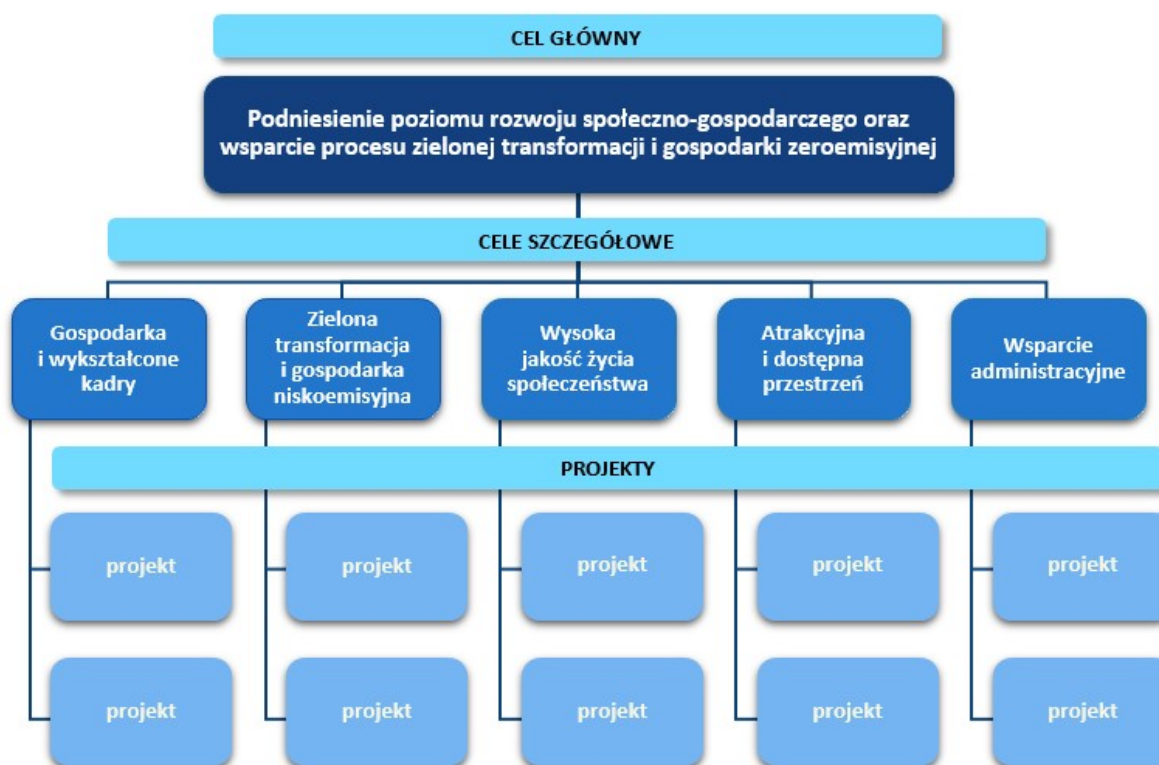 CEL GŁÓWNY
Podniesienie poziomu rozwoju społeczno-gospodarczego oraz
wsparcie procesu zielonej transformacji i gospodarki zeroemisyjnej
CELE SZCZEGÓŁOWE
Gospodarka
i wykształcone
kadry
Zielona
transformacja
i gospodarka
niskoemisyjna
Wysoka
jakość życia
społeczeństwa
Atrakcyjna
i dostępna
przestrzeń
Wsparcie
administracyjne
PROJEKTY
projekt
projekt
projekt
projekt
projekt
projekt
projekt
projekt
projekt
projekt